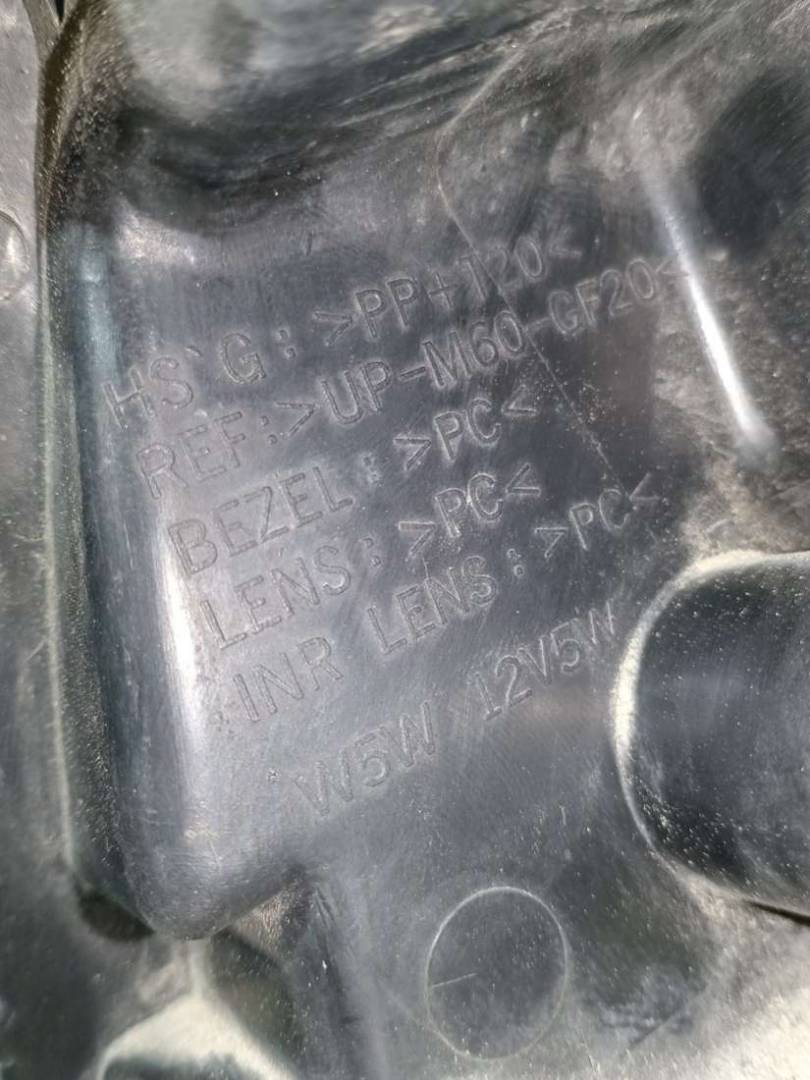 HS'G: >PP+T20<
REF:>UP-M60-GF20<
BEZEL: >PC<
LENS: >PC<
INR LENS: >PC<
W5W 12V5W